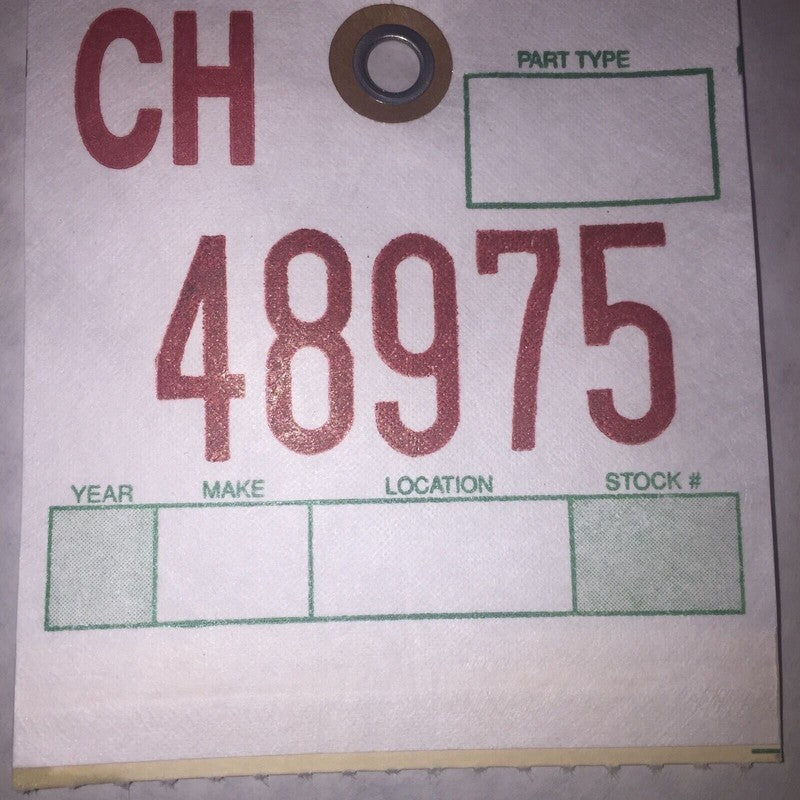 CH
PART TYPE
48975
YEAR MAKE LOCATION STOCK #